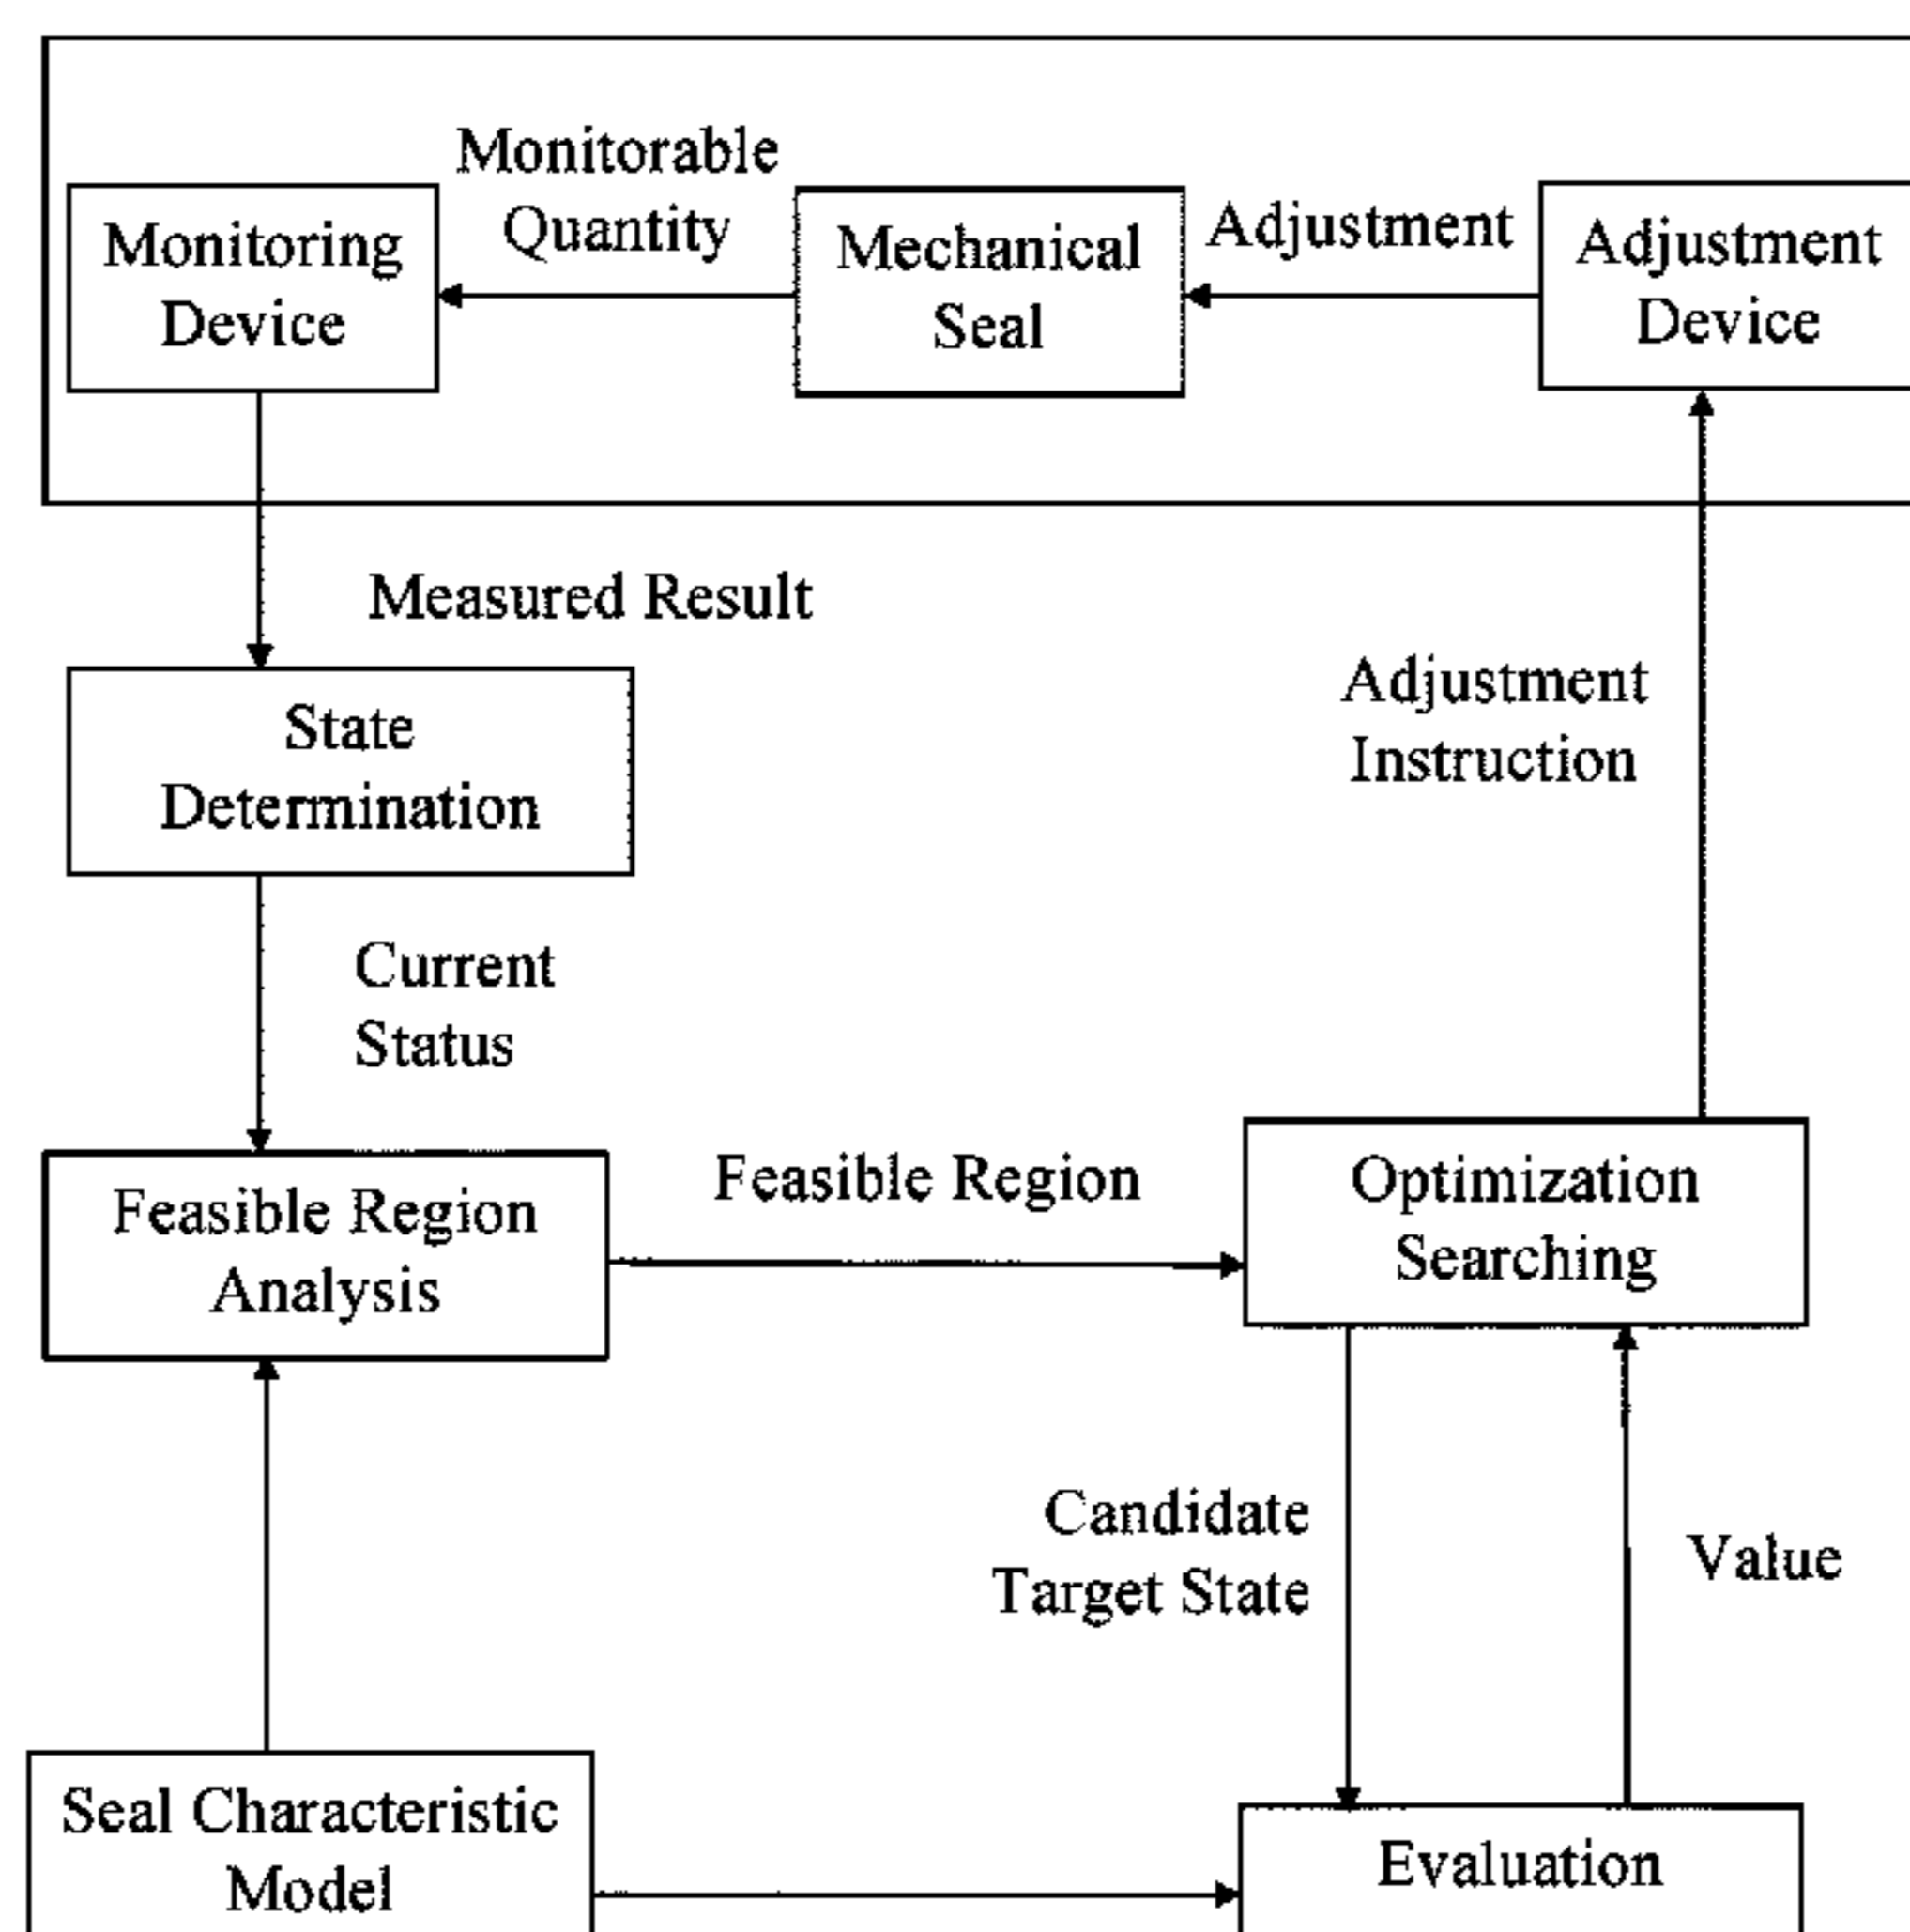 Monitorable
Quantity
Monitoring
Device
Mechanical
Seal
Adjustment
Adjustment
Device
Measured Result
State
Determination
Adjustment
Instruction
Current
Status
Feasible Region
Analysis
Feasible Region
Optimization
Searching
Candidate
Target State
Value
Seal Characteristic
Model
Evaluation